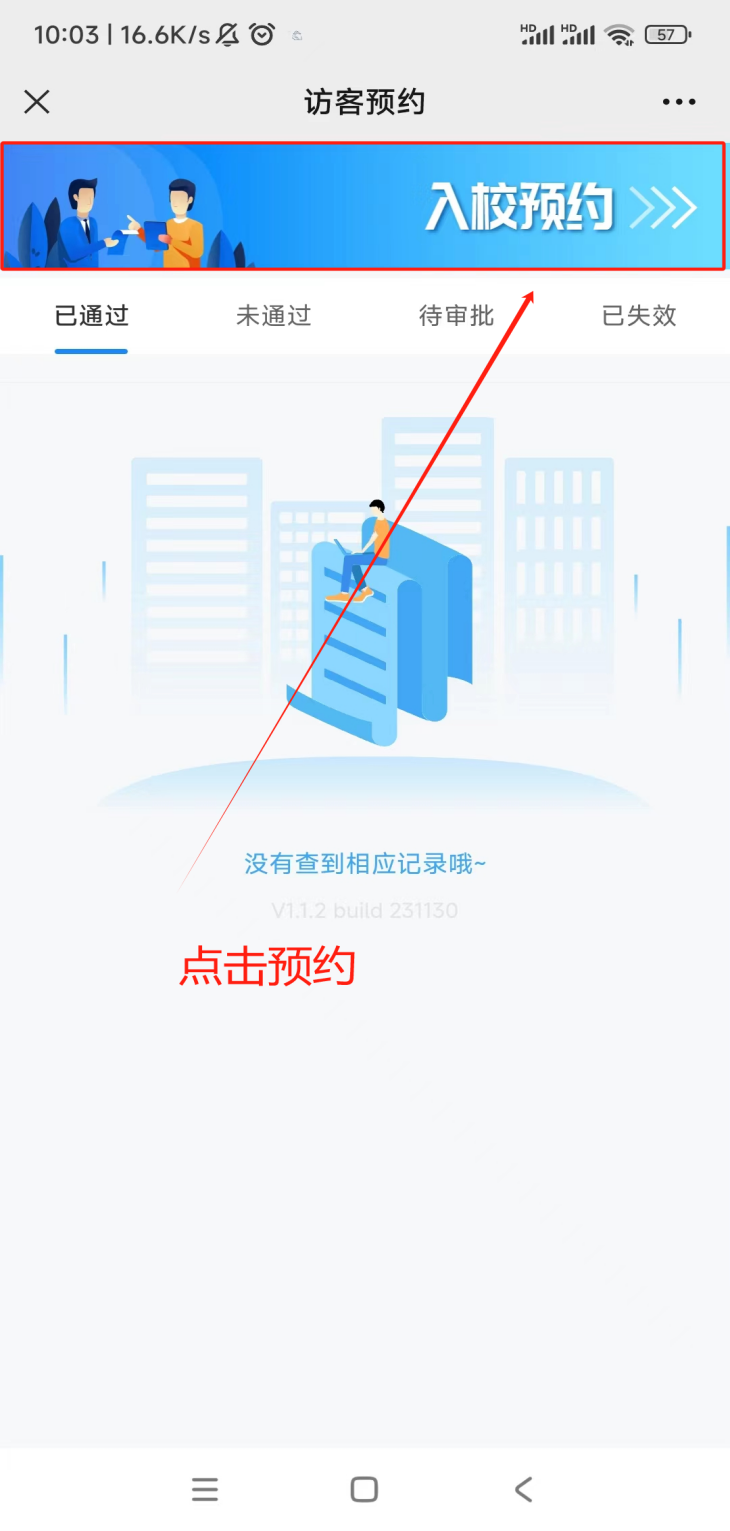 10:03 | 16.6K/s
HD HD 57
访客预约
入校预约
已通过 未通过 待审批 已失效
没有查到相应记录哦~
V1.1.2 build 231130
点击预约